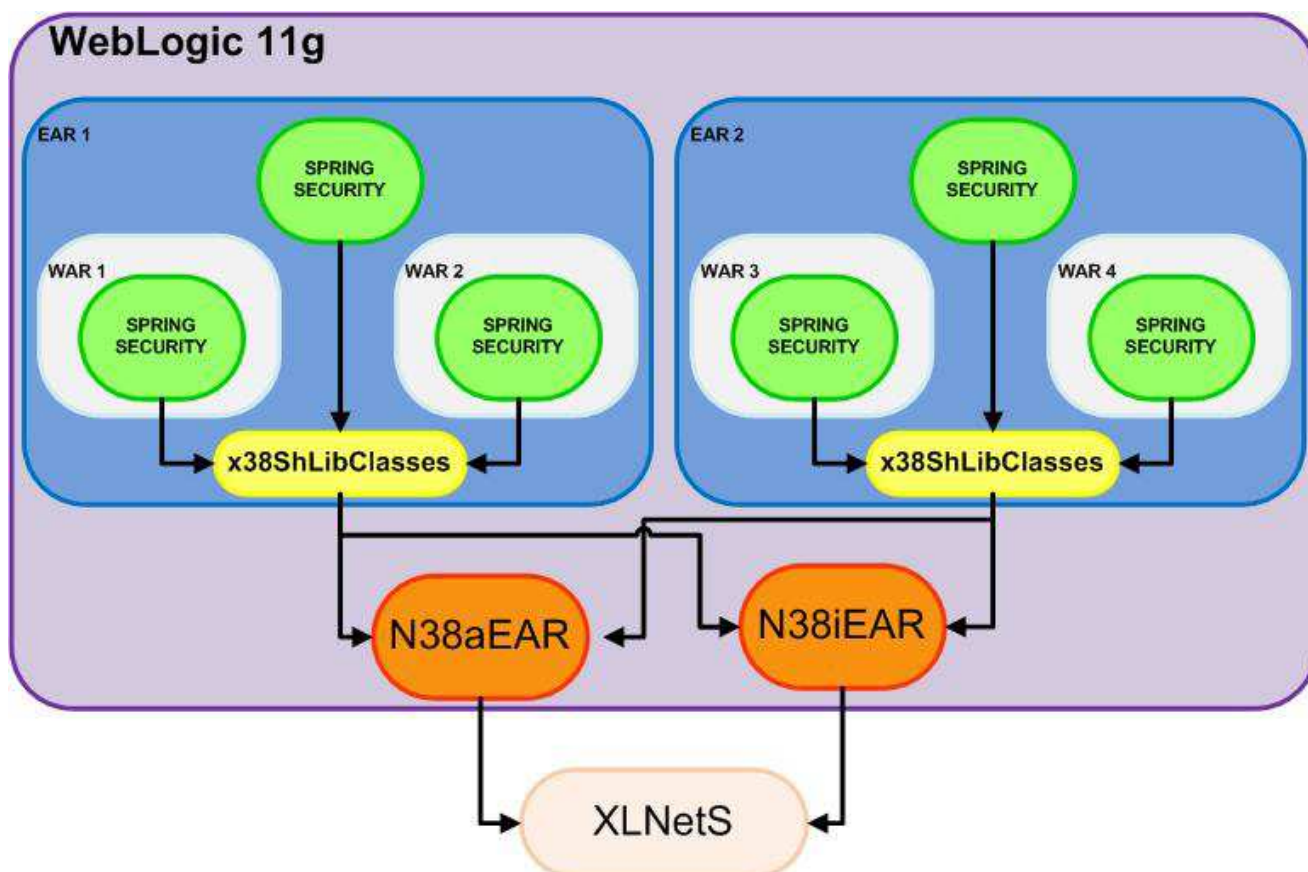 WebLogic 11g
EAR 1
SPRING
SECURITY
WAR 1
SPRING
SECURITY
WAR 2
SPRING
SECURITY
x38ShLibClasses
EAR 2
SPRING
SECURITY
WAR 3
SPRING
SECURITY
WAR 4
SPRING
SECURITY
x38ShLibClasses
N38aEAR
N38iEAR
XLNetS